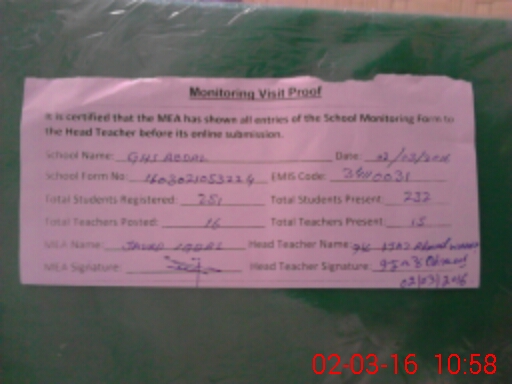 Monitoring Visit Proof
It is certified that the MEA has shown all entries of the School Monitoring Form to
the Head Teacher before its online submission.
School Name: GHS ABDAL Date: 02/03/2016
School Form No: 1603021053224 EMIS Code:
Total Students Registered: 251 Total Students Present: 232
Total Teachers Posted: 16 Total Teachers Present: 15
MEA Name: JAVED IQBAL Head Teacher Name:
MEA Signature: Head Teacher Signature:
02/03/2016
02-03-16 10:58